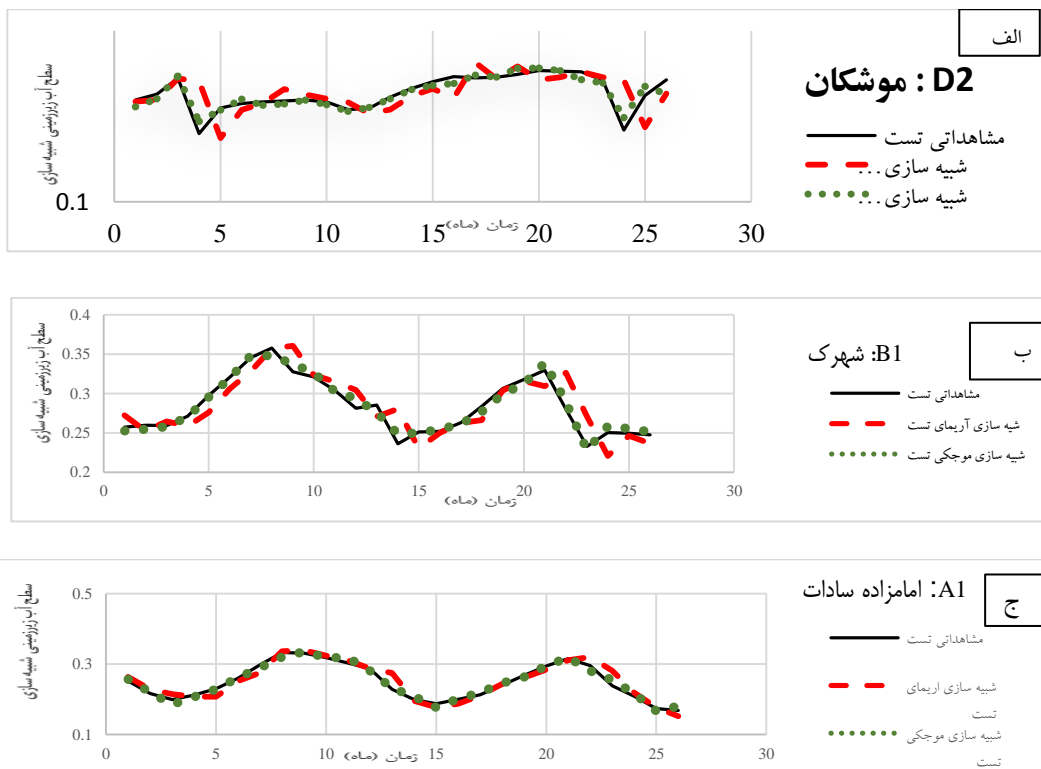 الف
D2 : موشکان
مشاهداتی تست
شبیه سازی...
شبیه سازی...
سطح آب زیرزمینی شبیه سازی
0.1
0 5 10 15 20 25 30
زمان (ماه)
ب
B1: شهرک
مشاهداتی تست
شبه سازی آریمای تست
شبیه سازی موجکی تست
سطح آب زیرزمینی شبیه سازی
0.4
0.35
0.3
0.25
0.2
0 5 10 15 20 25 30
زمان (ماه)
ج
A1: امامزاده سادات
مشاهداتی تست
شبیه سازی اریمای
تست
شبیه سازی موجکی
تست
سطح آب زیرزمینی شبیه سازی
0.5
0.3
0.1
0 5 10 15 20 25 30
زمان (ماه)